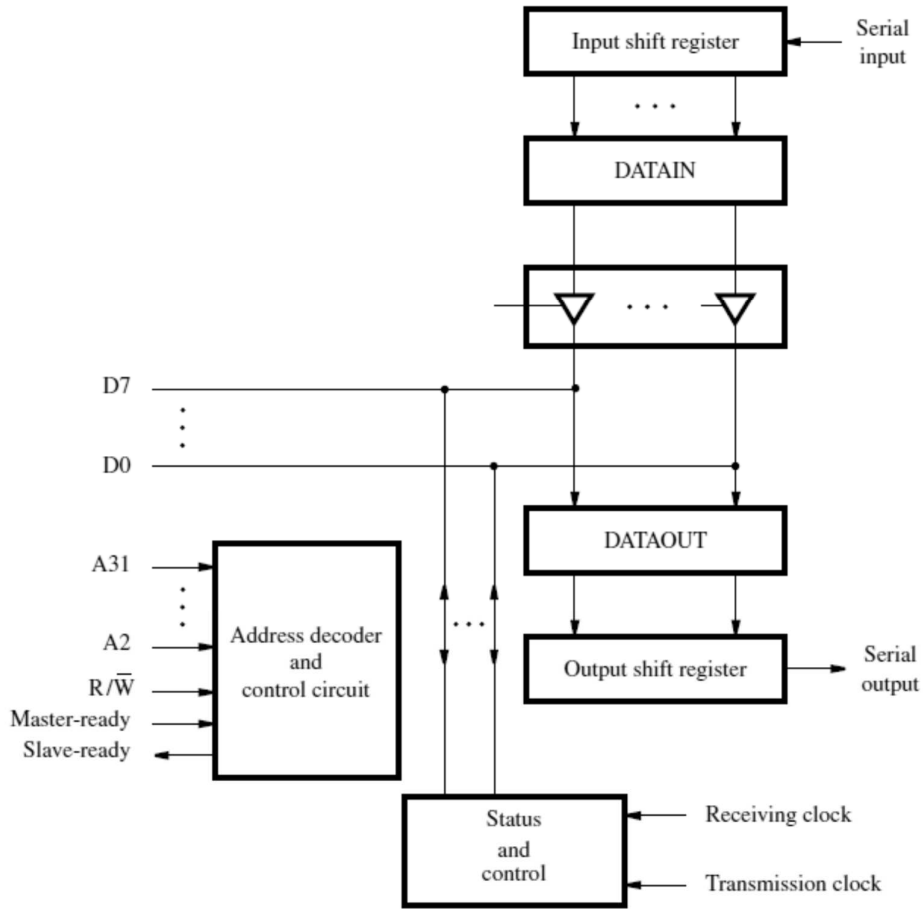 Input shift register
Serial
input
. . .
DATAIN
. . .
D7
D0
DATAOUT
A31
A2
R/W̅
Master-ready
Slave-ready
Address decoder
and
control circuit
. . .
Output shift register
Serial
output
Status
and
control
Receiving clock
Transmission clock